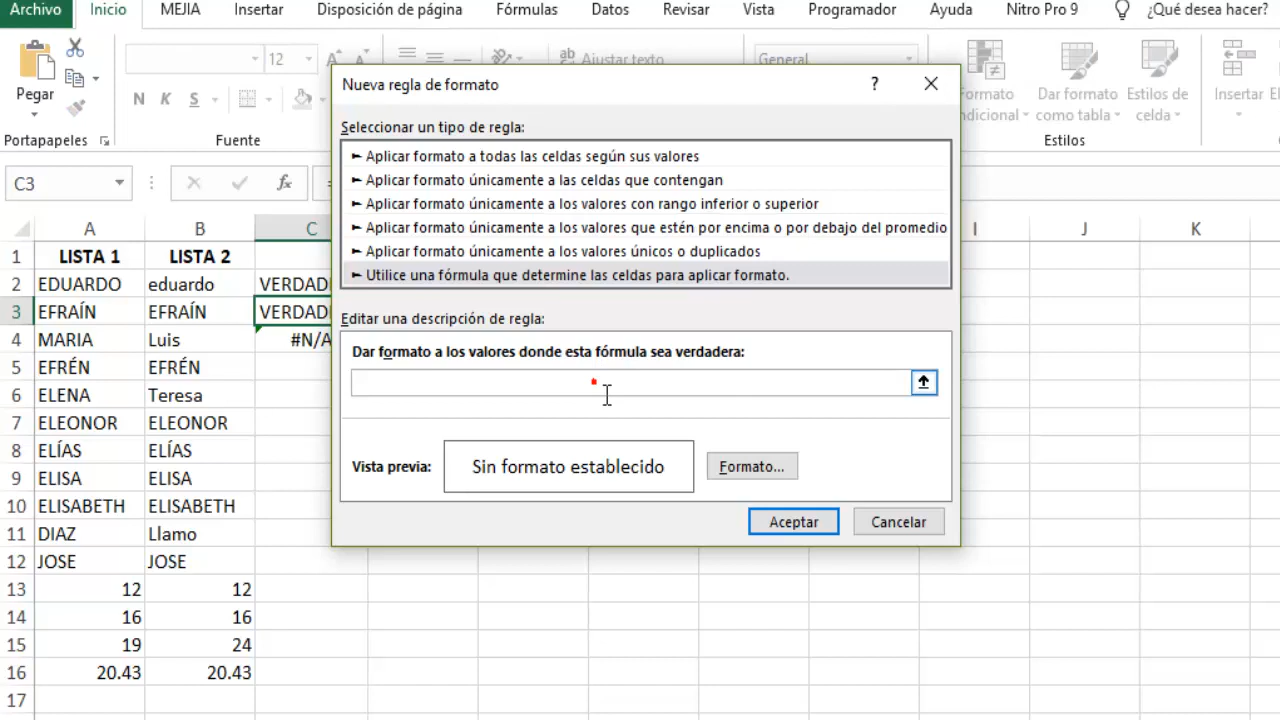 Archivo Inicio MEJIA Insertar Disposición de página Fórmulas Datos Revisar Vista Programador Ayuda Nitro Pro 9 ¿Qué desea hacer?
Pegar
12
Ajustar texto
General
N K S
Formato
ndicional
Dar formato
como tabla
Estilos de
celda
Insertar
Portapapeles Fuente Estilos
C3 fx =
Nueva regla de formato ?
Seleccionar un tipo de regla:
► Aplicar formato a todas las celdas según sus valores
► Aplicar formato únicamente a las celdas que contengan
► Aplicar formato únicamente a los valores con rango inferior o superior
► Aplicar formato únicamente a los valores que estén por encima o por debajo del promedio
► Aplicar formato únicamente a los valores únicos o duplicados
► Utilice una fórmula que determine las celdas para aplicar formato.
Editar una descripción de regla:
Dar formato a los valores donde esta fórmula sea verdadera:
Vista previa: Sin formato establecido Formato...
Aceptar Cancelar
A B C I J K
1 LISTA 1 LISTA 2
2 EDUARDO eduardo VERDAD
3 EFRAÍN EFRAÍN VERDAD
4 MARIA Luis #N/A
5 EFRÉN EFRÉN
6 ELENA Teresa
7 ELEONOR ELEONOR
8 ELÍAS ELÍAS
9 ELISA ELISA
10 ELISABETH ELISABETH
11 DIAZ Llamo
12 JOSE JOSE
13 12 12
14 16 16
15 19 24
16 20.43 20.43
17